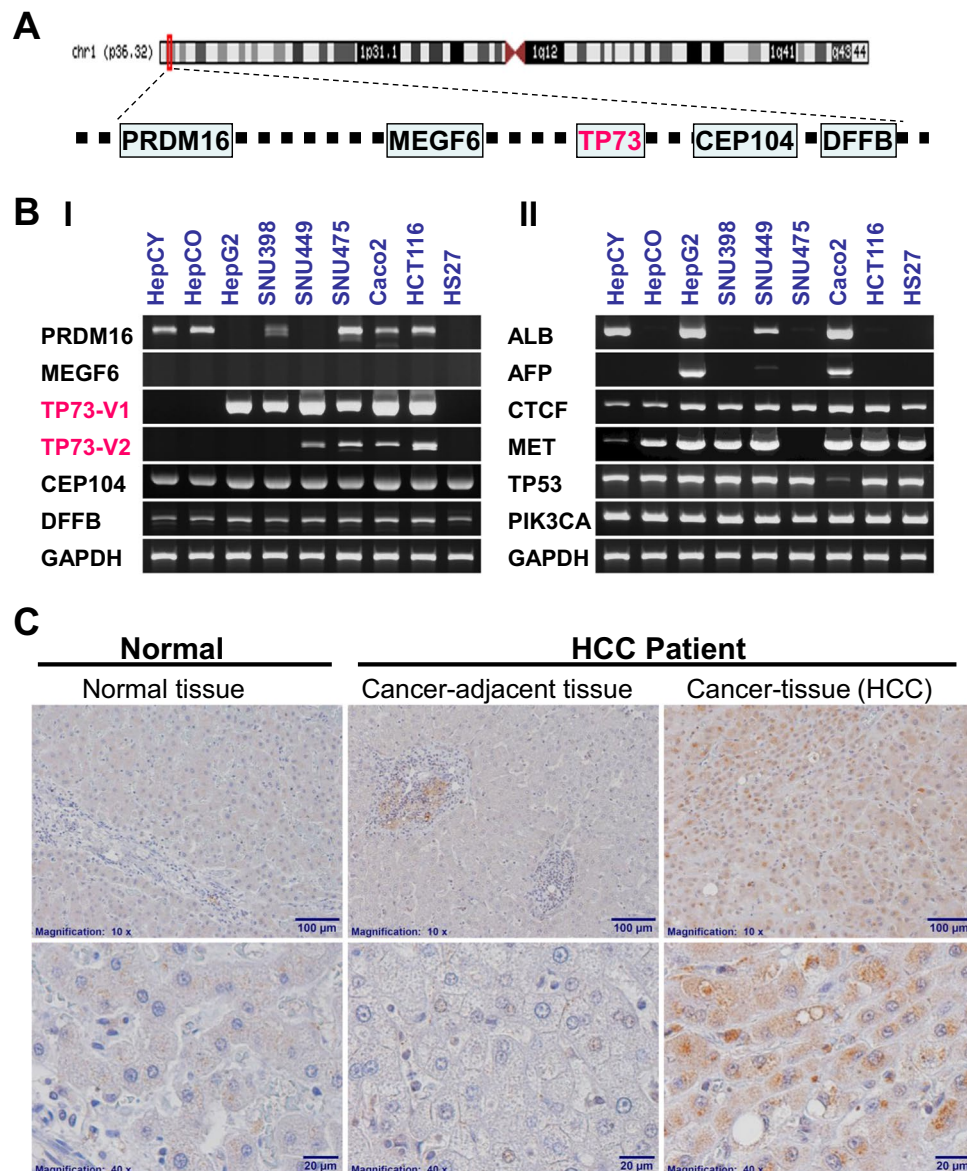 A
chr1 (p36.32) 1p31.1 1q12 1q41 q43 44
PRDM16 MEGF6 TP73 CEP104 DFFB
B I II
HepCY HepCO HepG2 SNU398 SNU449 SNU475 Caco2 HCT116 HS27
PRDM16
MEGF6
TP73-V1
TP73-V2
CEP104
DFFB
GAPDH
HepCY HepCO HepG2 SNU398 SNU449 SNU475 Caco2 HCT116 HS27
ALB
AFP
CTCF
MET
TP53
PIK3CA
GAPDH
C
Normal HCC Patient
Normal tissue Cancer-adjacent tissue Cancer-tissue (HCC)
Magnification: 10 x 100 µm Magnification: 10 x 100 µm Magnification: 10 x 100 µm
Magnification: 40 x 20 µm Magnification: 40 x 20 µm Magnification: 40 x 20 µm